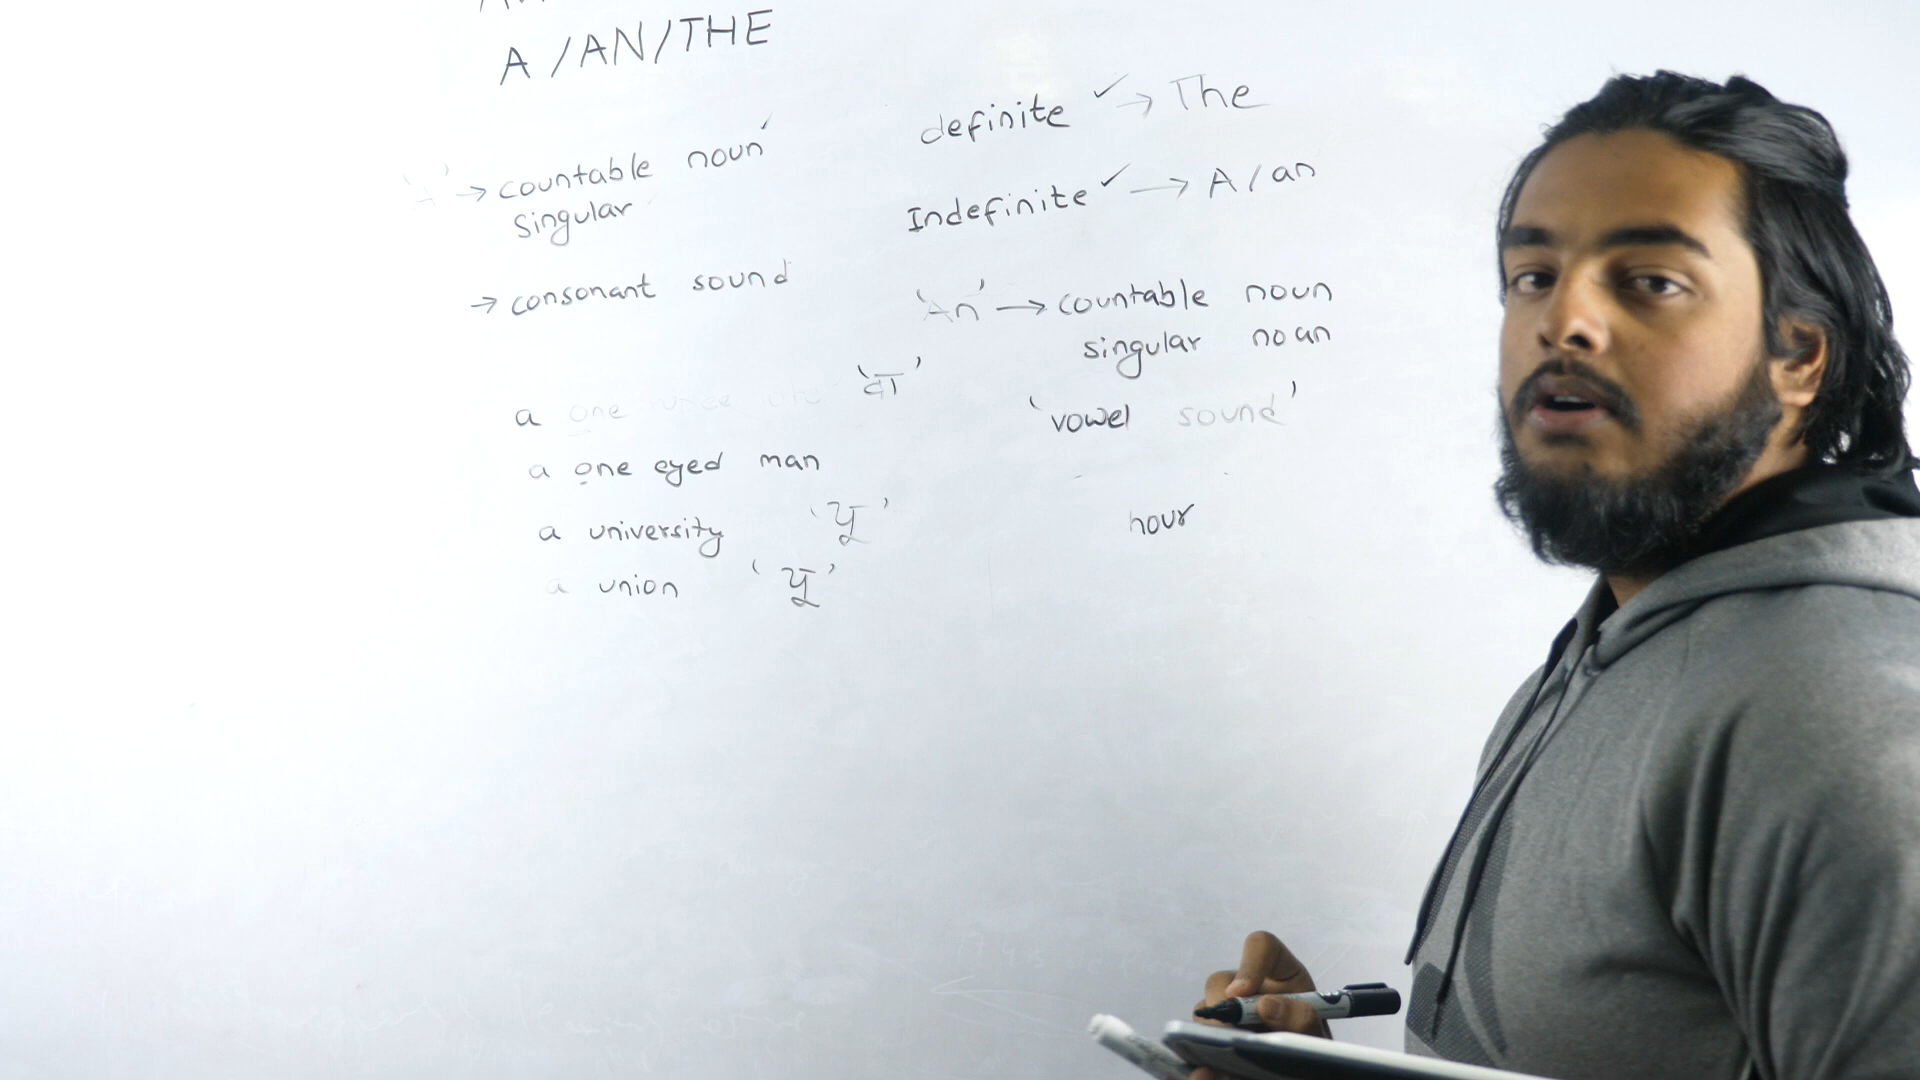 A/AN/THE
→ countable noun
singular
→ consonant sound
a one 'वा'
a one eyed man
a university 'यू'
a union 'यू'
definite → The
Indefinite → A/an
'An' → countable noun
singular noun
'vowel sound'
hour